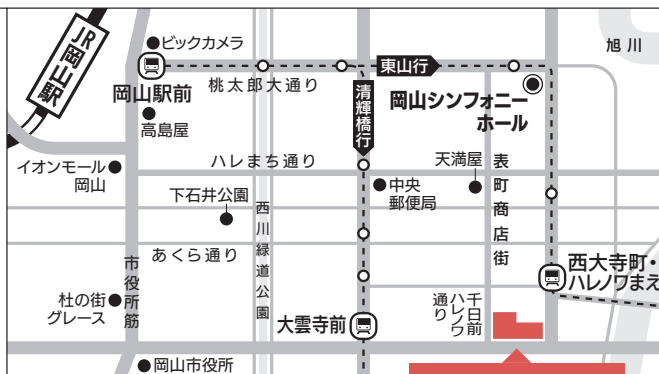 JR岡山駅
ビックカメラ
旭川
東山行
岡山駅前
桃太郎大通り
清輝橋行
岡山シンフォニー
ホール
高島屋
イオンモール
岡山
ハレまち通り
天満屋
表町商店街
下石井公園
中央
郵便局
西川緑道公園
あくら通り
市役所筋
西大寺町・
ハレノワまえ
杜の街
グレース
大雲寺前
千日前
ハレノワ
通り
岡山市役所